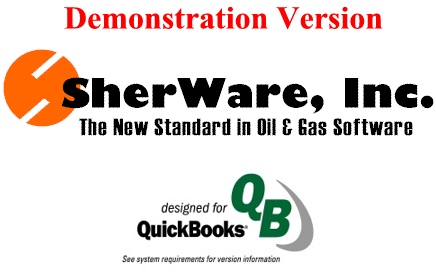 Demonstration Version
SherWare, Inc.
The New Standard in Oil & Gas Software
designed for
QuickBooks®
QB
See system requirements for version information